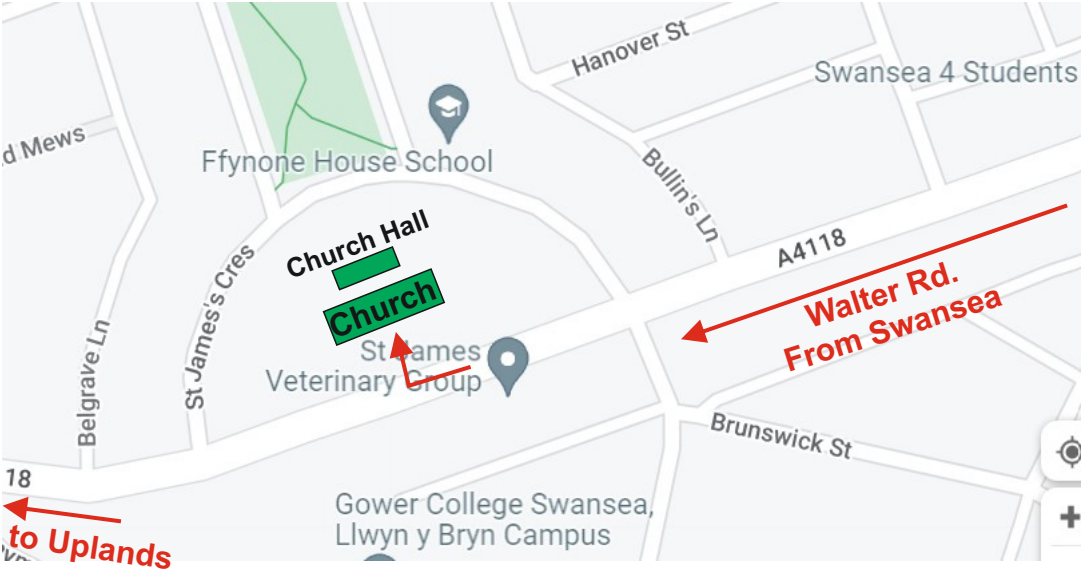 Hanover St
Swansea 4 Students
d Mews
Ffynone House School
Bullin's Ln
Church Hall
A4118
St James's Cres
Church
Walter Rd.
From Swansea
St James
Veterinary Group
Belgrave Ln
Brunswick St
18
Gower College Swansea,
Llwyn y Bryn Campus
to Uplands